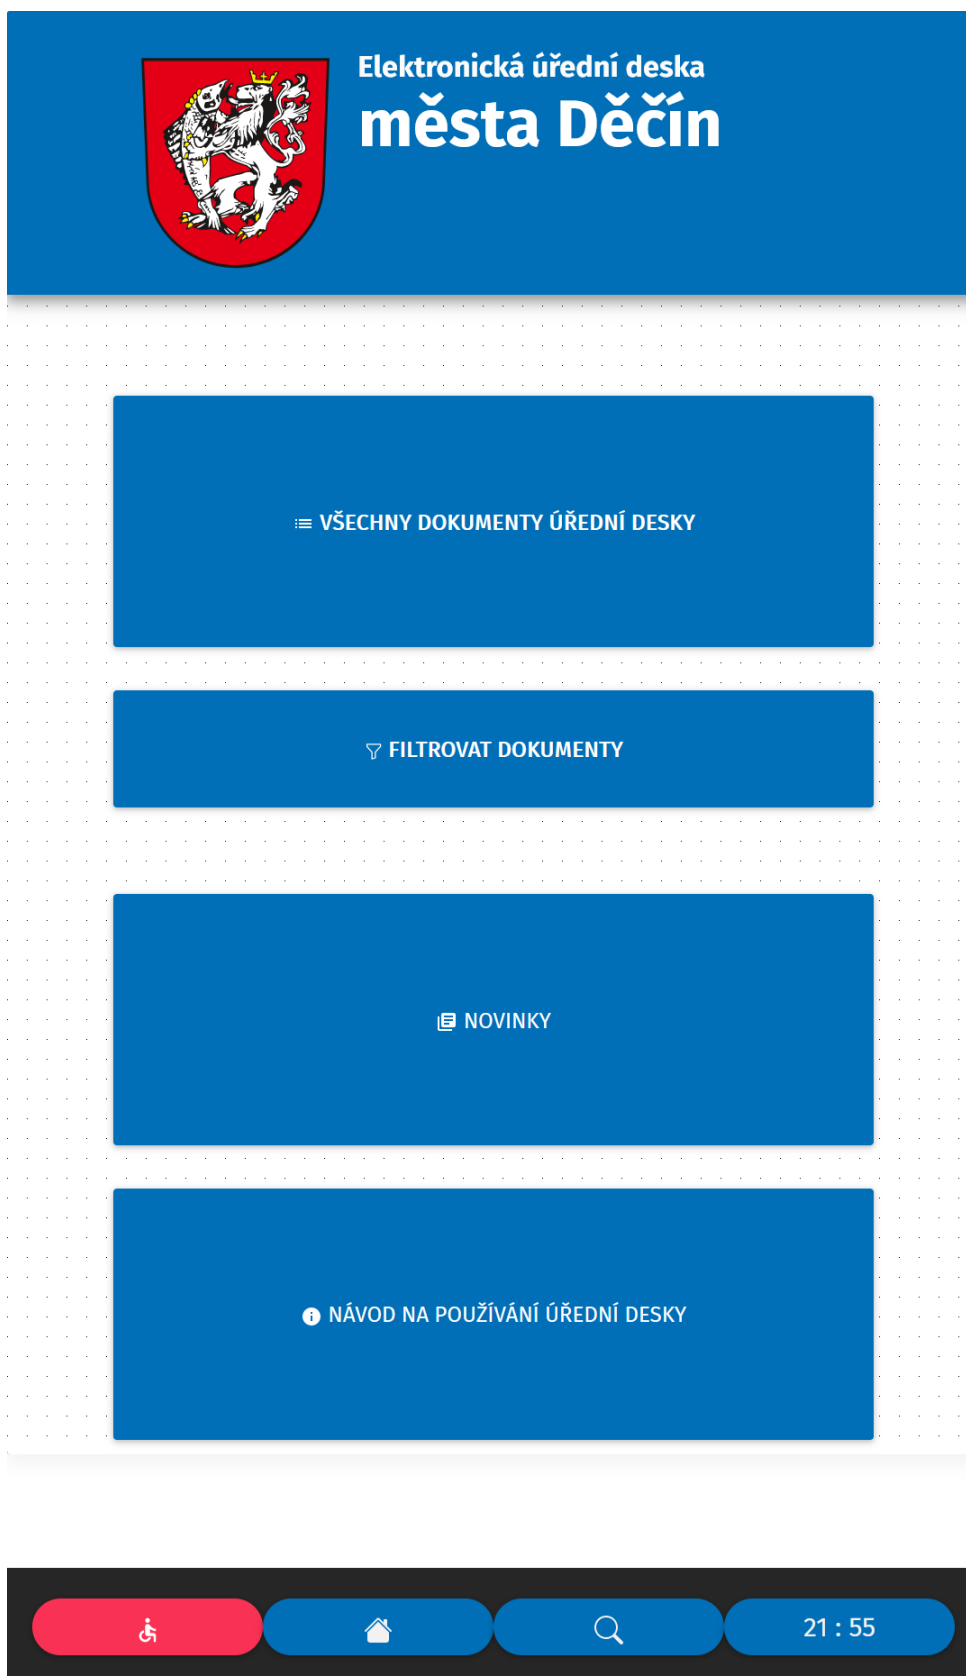 Elektronická úřední deska
města Děčín
VŠECHNY DOKUMENTY ÚŘEDNÍ DESKY
FILTROVAT DOKUMENTY
NOVINKY
NÁVOD NA POUŽÍVÁNÍ ÚŘEDNÍ DESKY
21 : 55